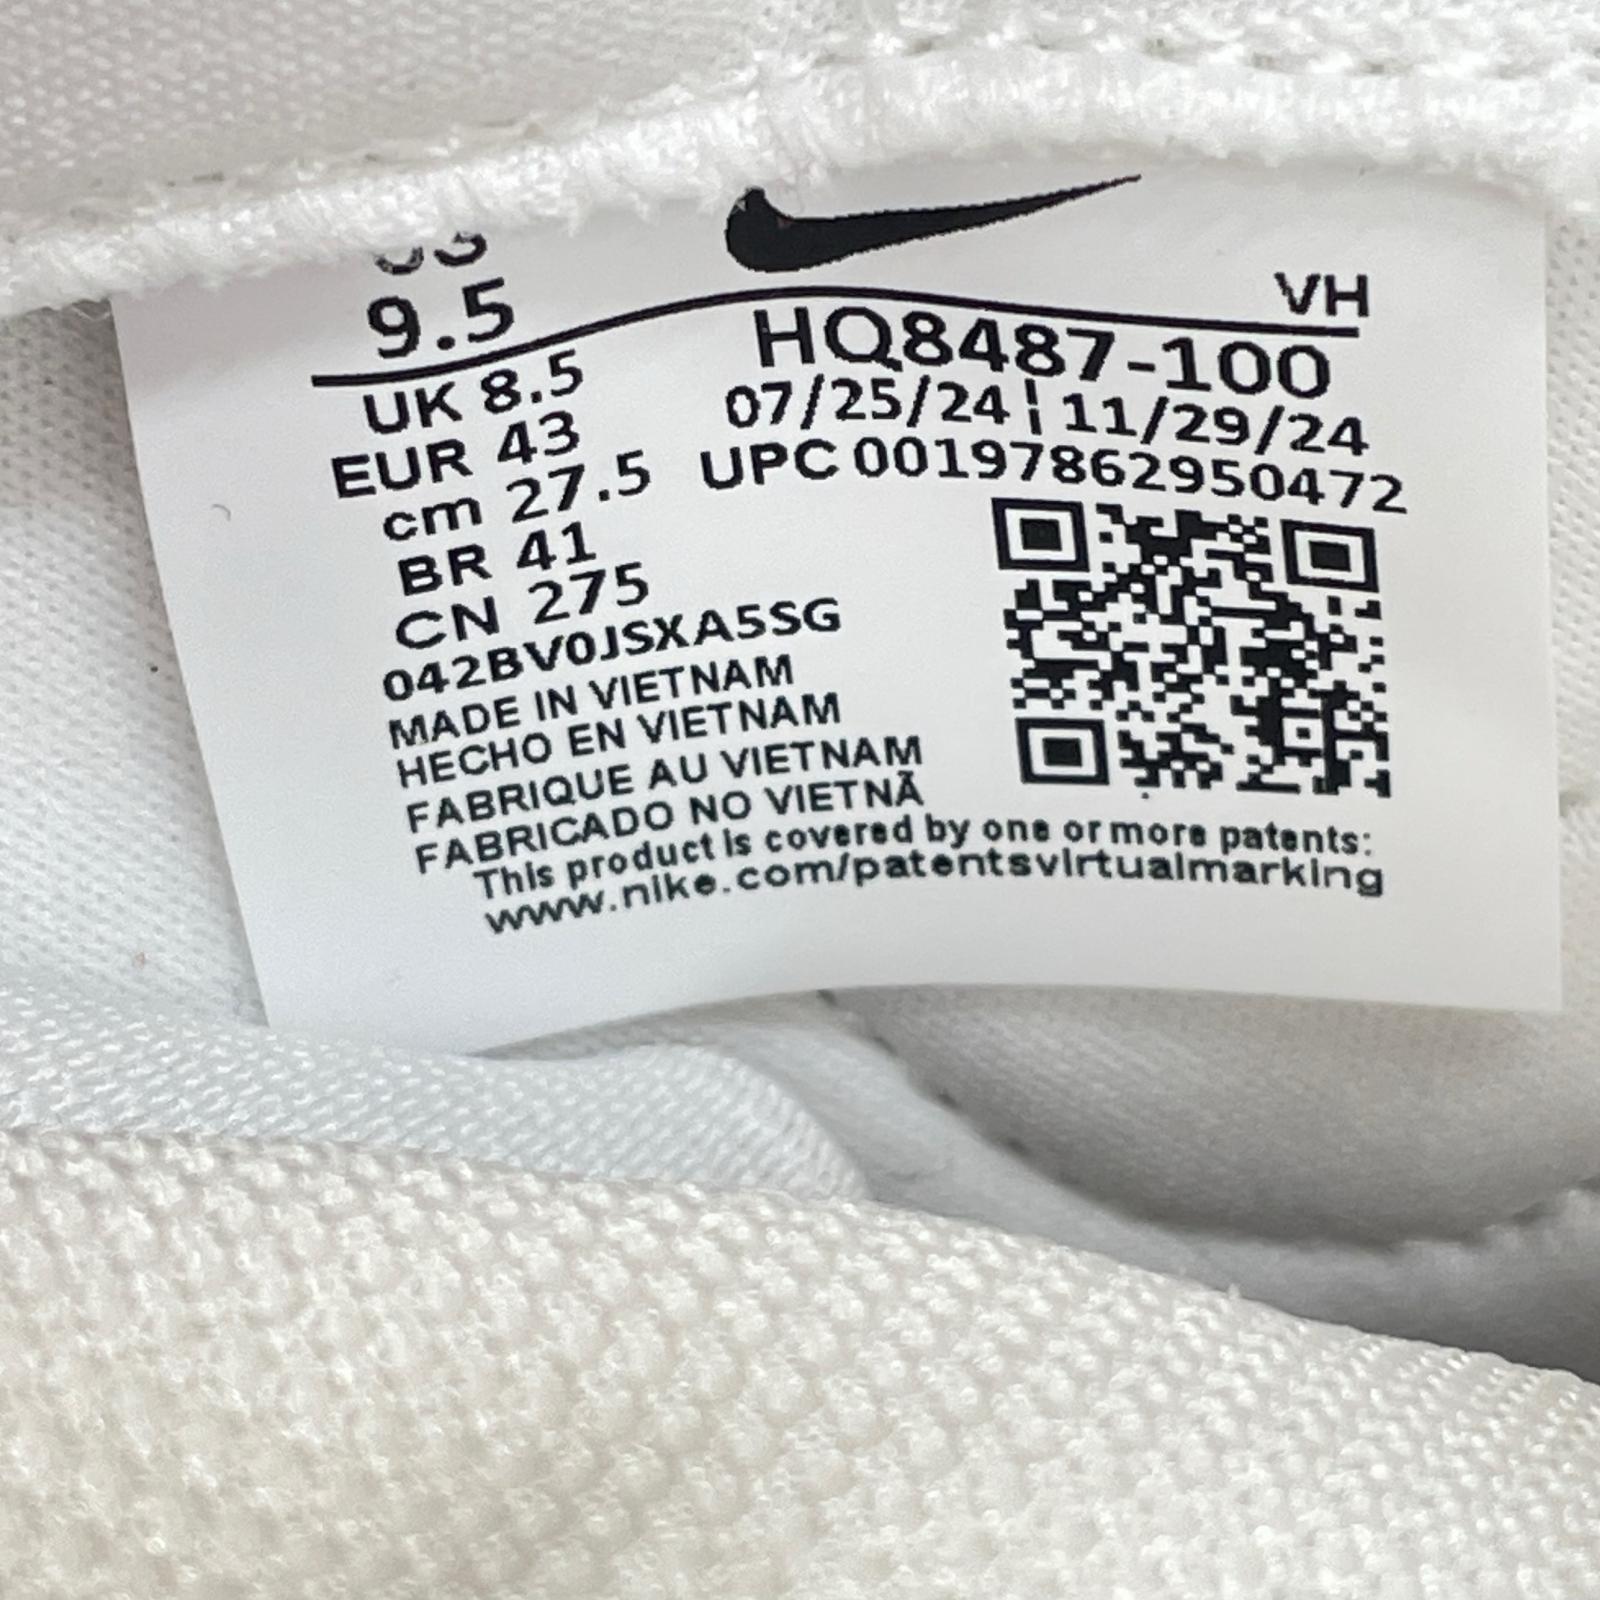 US
9.5
VH
UK 8.5
EUR 43
cm 27.5
BR 41
CN 275
HQ8487-100
07/25/24¦11/29/24
UPC 00197862950472
042BV0JSXA5SG
MADE IN VIETNAM
HECHO EN VIETNAM
FABRIQUE AU VIETNAM
FABRICADO NO VIETNÃ
This product is covered by one or more patents:
www.nike.com/patentsvirtualmarking